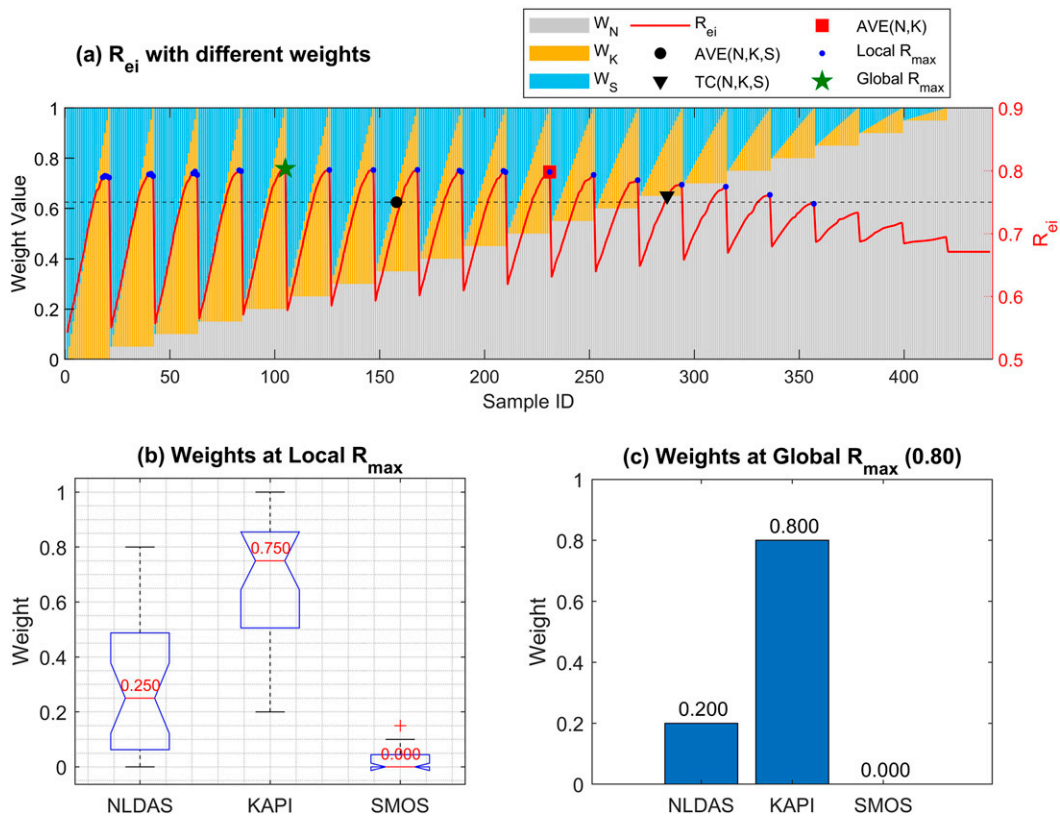 (a) R_ei with different weights
W_N
R_ei
AVE(N,K)
W_K
AVE(N,K,S)
Local R_max
W_S
TC(N,K,S)
Global R_max
1
0.8
0.6
0.4
0.2
0
Weight Value
0.9
0.8
0.7
0.6
0.5
R_ei
0 50 100 150 200 250 300 350 400
Sample ID
(b) Weights at Local R_max
1
0.8
0.6
0.4
0.2
0
Weight
0.250
0.750
0.000
NLDAS KAPI SMOS
(c) Weights at Global R_max (0.80)
1
0.8
0.6
0.4
0.2
0
Weight
0.200
0.800
0.000
NLDAS KAPI SMOS